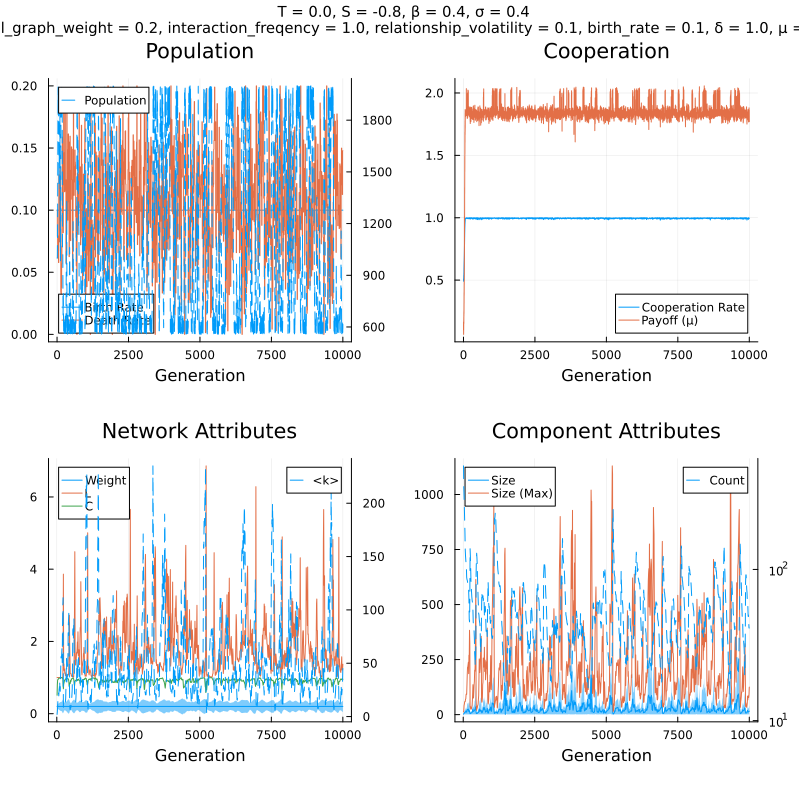 T = 0.0, S = -0.8, β = 0.4, σ = 0.4
l_graph_weight = 0.2, interaction_freqency = 1.0, relationship_volatility = 0.1, birth_rate = 0.1, δ = 1.0, μ =
Population
Cooperation
0.20
0.15
0.10
0.05
0.00
1800
1500
1200
900
600
Population
Birth Rate
Death Rate
0
2500
5000
7500
10000
Generation
2.0
1.5
1.0
0.5
Cooperation Rate
Payoff (μ)
0
2500
5000
7500
10000
Generation
Network Attributes
Component Attributes
6
4
2
0
Weight
L
C
<k>
200
150
100
50
0
0
2500
5000
7500
10000
Generation
1000
750
500
250
0
Size
Size (Max)
Count
10²
10¹
0
2500
5000
7500
10000
Generation